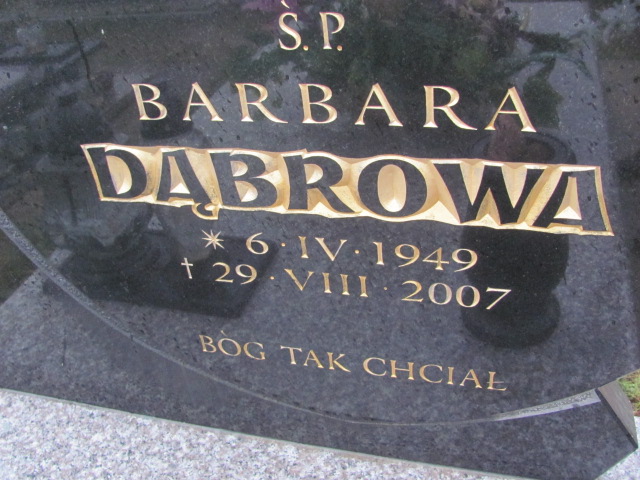 Ś.P.
BARBARA
DĄBROWA
* 6·IV·1949
† 29·VIII·2007
BÓG TAK CHCIAŁ